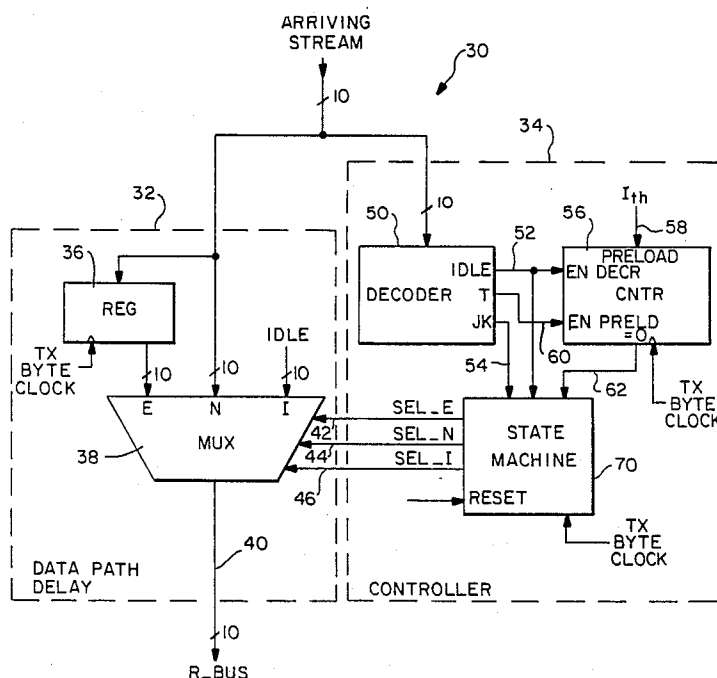 ARRIVING
STREAM
30
10
34
32
10
I_th
50
52
56
58
36
PRELOAD
IDLE
EN DECR
REG
DECODER
T
CNTR
IDLE
JK
EN PRELD
=0
TX
BYTE
CLOCK
10
10
10
54
60
62
TX
BYTE
CLOCK
E
N
I
SEL_E
42
STATE
MACHINE
38
MUX
SEL_N
44
SEL_I
46
70
RESET
TX
BYTE
CLOCK
40
DATA PATH
DELAY
CONTROLLER
10
R_BUS